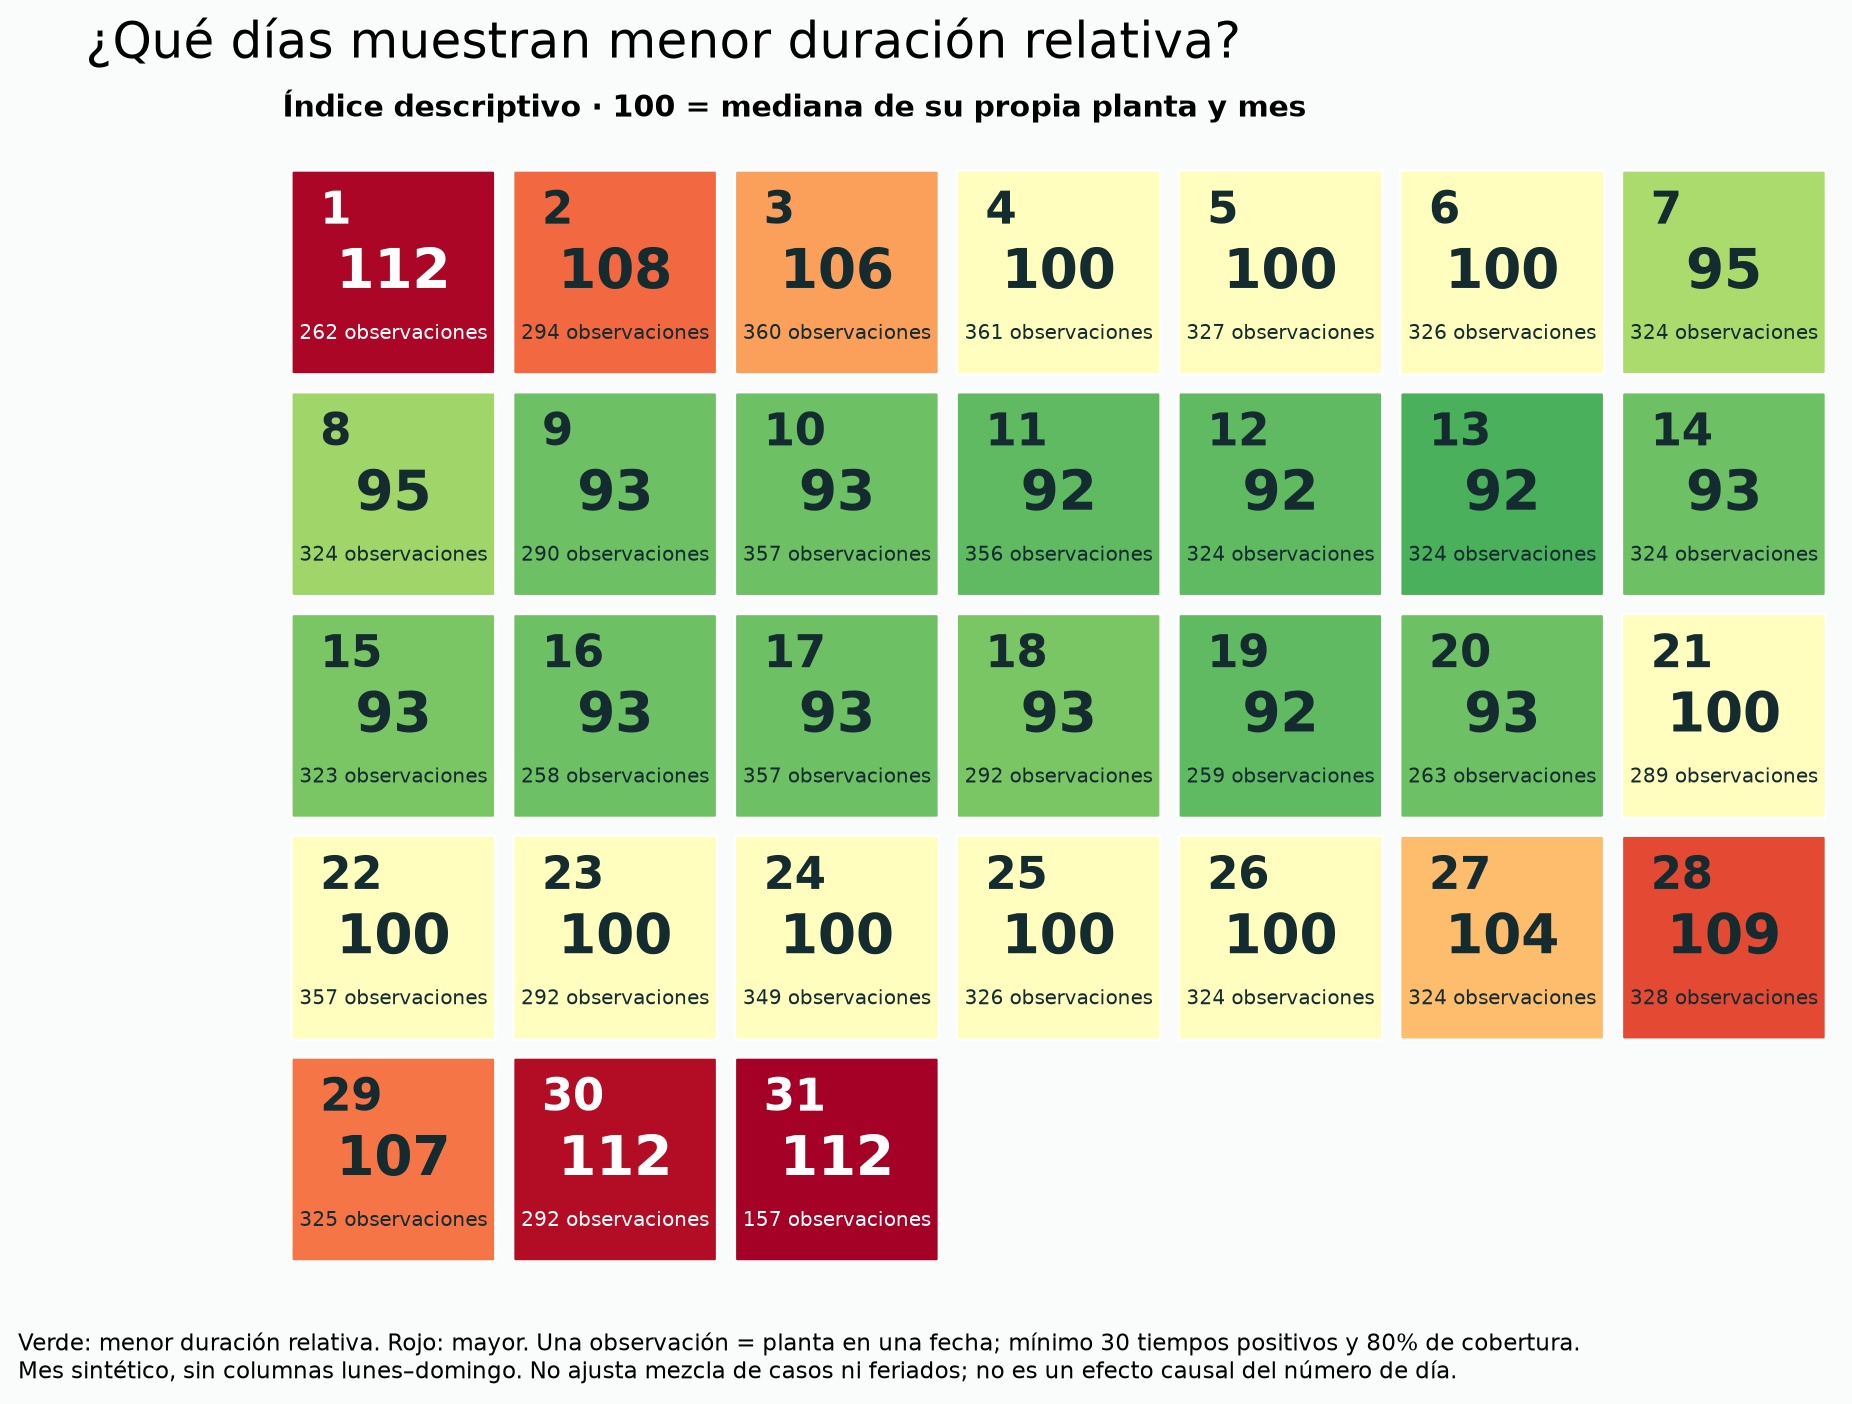 ¿Qué días muestran menor duración relativa?
Índice descriptivo · 100 = mediana de su propia planta y mes
1 2 3 4 5 6 7
112 108 106 100 100 100 95
262 observaciones 294 observaciones 360 observaciones 361 observaciones 327 observaciones 326 observaciones 324 observaciones
8 9 10 11 12 13 14
95 93 93 92 92 92 93
324 observaciones 290 observaciones 357 observaciones 356 observaciones 324 observaciones 324 observaciones 324 observaciones
15 16 17 18 19 20 21
93 93 93 93 92 93 100
323 observaciones 258 observaciones 357 observaciones 292 observaciones 259 observaciones 263 observaciones 289 observaciones
22 23 24 25 26 27 28
100 100 100 100 100 104 109
357 observaciones 292 observaciones 349 observaciones 326 observaciones 324 observaciones 324 observaciones 328 observaciones
29 30 31
107 112 112
325 observaciones 292 observaciones 157 observaciones
Verde: menor duración relativa. Rojo: mayor. Una observación = planta en una fecha; mínimo 30 tiempos positivos y 80% de cobertura.
Mes sintético, sin columnas lunes–domingo. No ajusta mezcla de casos ni feriados; no es un efecto causal del número de día.